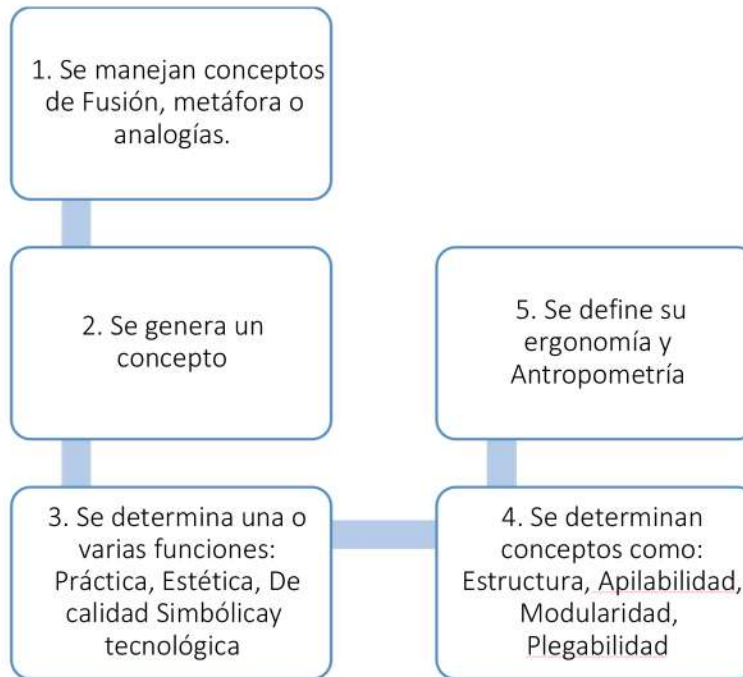 1. Se manejan conceptos
de Fusión, metáfora o
analogías.
2. Se genera un
concepto
3. Se determina una o
varias funciones:
Práctica, Estética, De
calidad Simbólicay
tecnológica
4. Se determinan
conceptos como:
Estructura, Apilabilidad,
Modularidad,
Plegabilidad
5. Se define su
ergonomía y
Antropometría